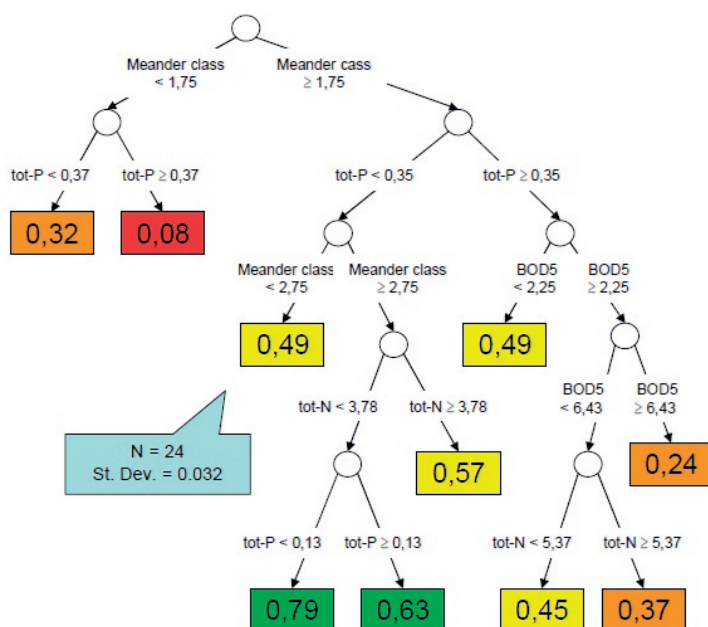 Meander class
< 1,75
Meander cass
≥ 1,75
tot-P < 0,37
tot-P ≥ 0,37
tot-P < 0,35
tot-P ≥ 0,35
0,32
0,08
Meander class
< 2,75
Meander class
≥ 2,75
BOD5
< 2,25
BOD5
≥ 2,25
0,49
0,49
tot-N < 3,78
tot-N ≥ 3,78
BOD5
< 6,43
BOD5
≥ 6,43
N = 24
St. Dev. = 0.032
0,57
0,24
tot-P < 0,13
tot-P ≥ 0,13
tot-N < 5,37
tot-N ≥ 5,37
0,79
0,63
0,45
0,37